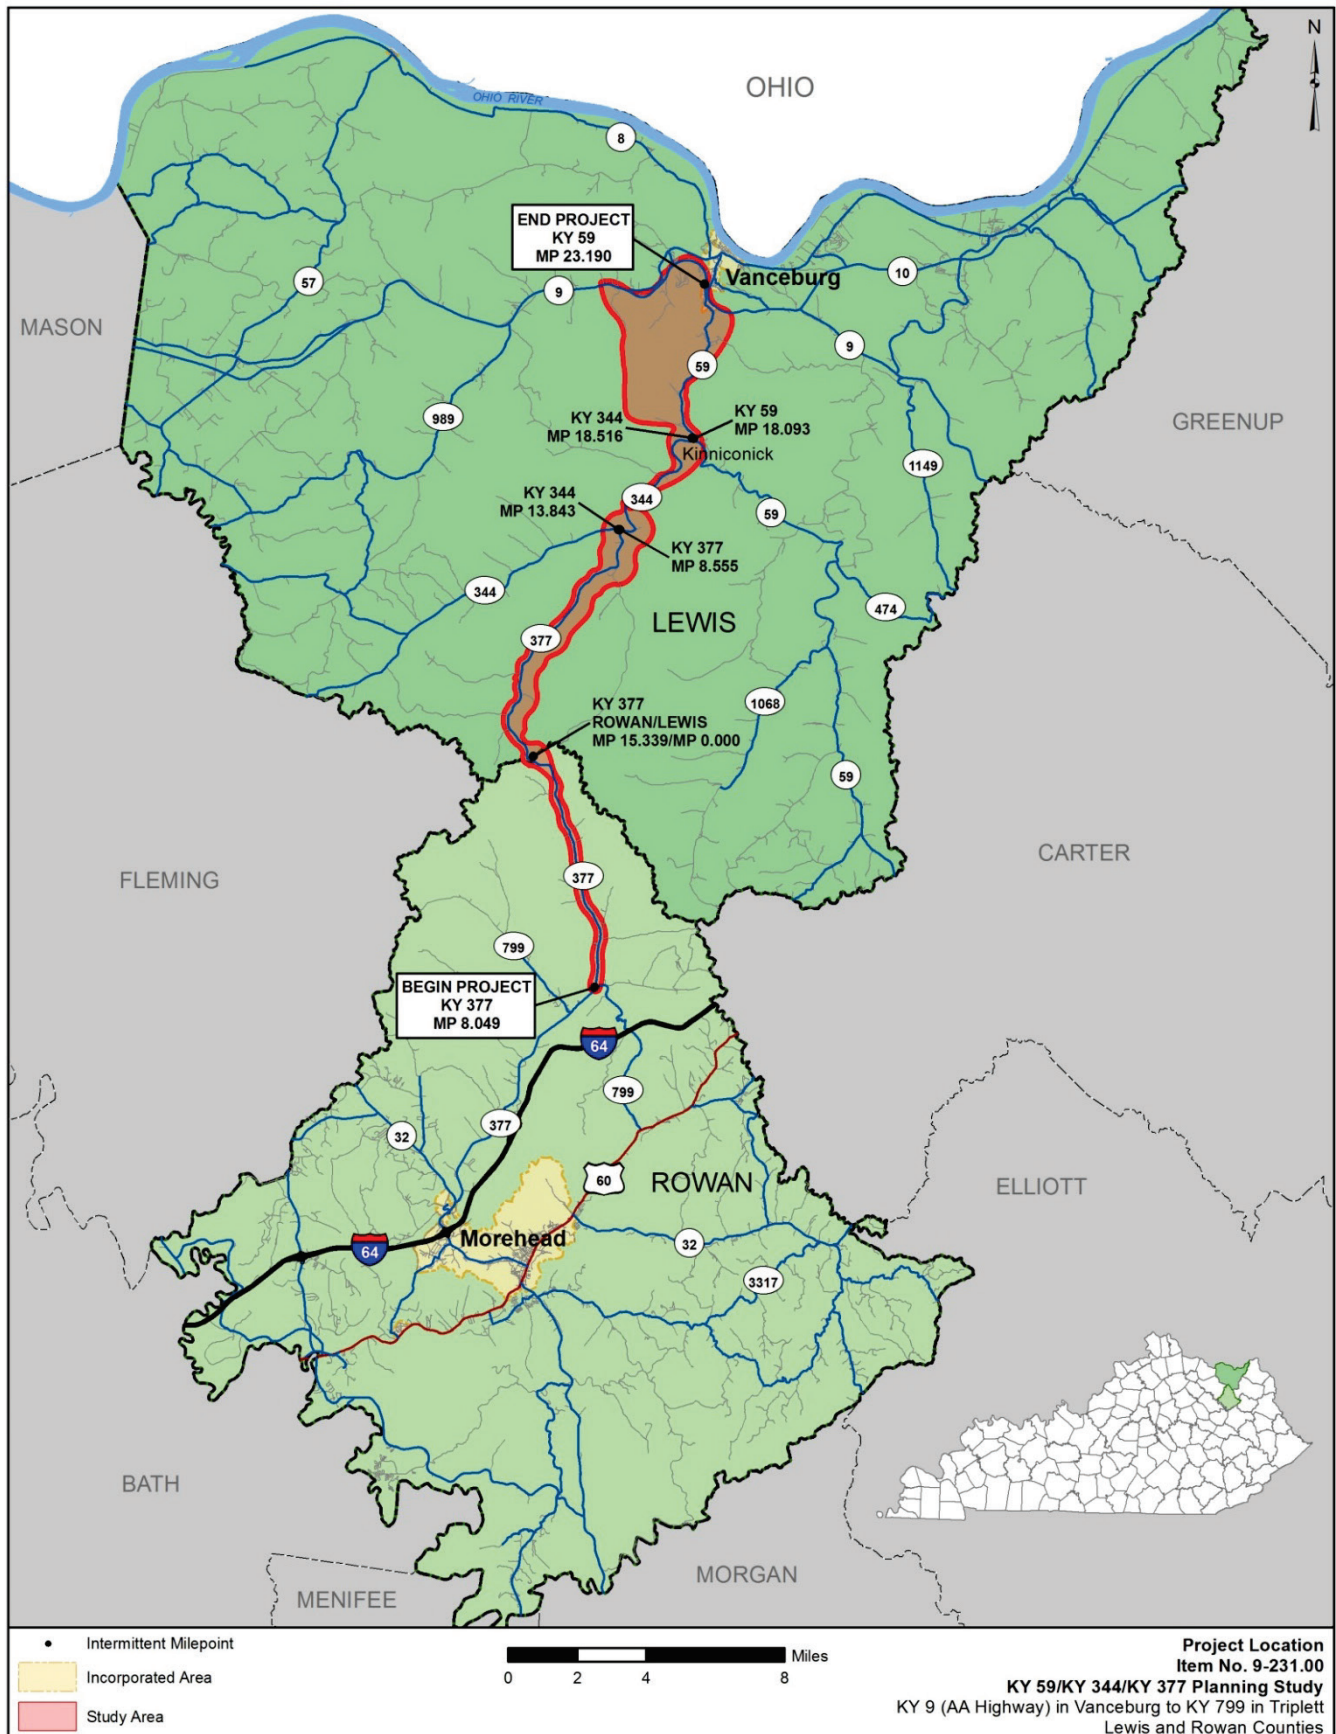 N
OHIO
OHIO RIVER
8
END PROJECT
KY 59
MP 23.190
Vanceburg
10
57
9
MASON
9
59
989
KY 344
MP 18.516
KY 59
MP 18.093
GREENUP
Kinniconick
1149
KY 344
MP 13.843
344
59
KY 377
MP 8.555
344
474
LEWIS
377
1068
KY 377
ROWAN/LEWIS
MP 15.339/MP 0.000
59
CARTER
FLEMING
377
799
BEGIN PROJECT
KY 377
MP 8.049
64
799
377
32
60
ROWAN
ELLIOTT
Morehead
32
64
3317
BATH
MORGAN
MENIFEE
Intermittent Milepoint
Incorporated Area
Study Area
Miles
0 2 4 8
Project Location
Item No. 9-231.00
KY 59/KY 344/KY 377 Planning Study
KY 9 (AA Highway) in Vanceburg to KY 799 in Triplett
Lewis and Rowan Counties